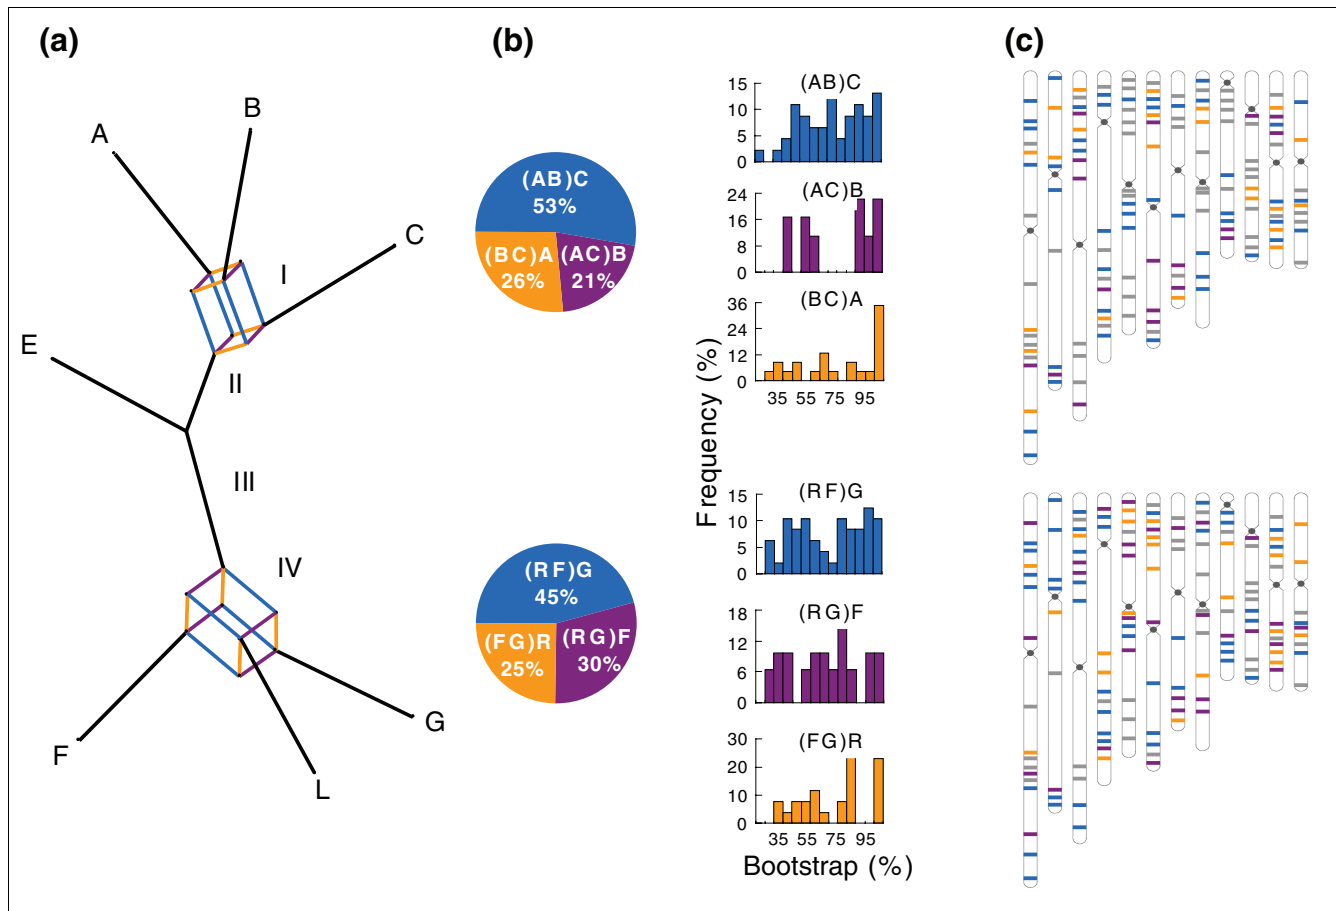 (a)
(b)
(c)
A
B
C
E
I
II
III
IV
F
L
G
(AB)C
53%
(BC)A
26%
(AC)B
21%
(RF)G
45%
(FG)R
25%
(RG)F
30%
Frequency (%)
(AB)C
15
10
5
0
(AC)B
24
16
8
0
(BC)A
36
24
12
0
35 55 75 95
(RF)G
15
10
5
0
(RG)F
18
12
6
0
(FG)R
30
20
10
0
35 55 75 95
Bootstrap (%)